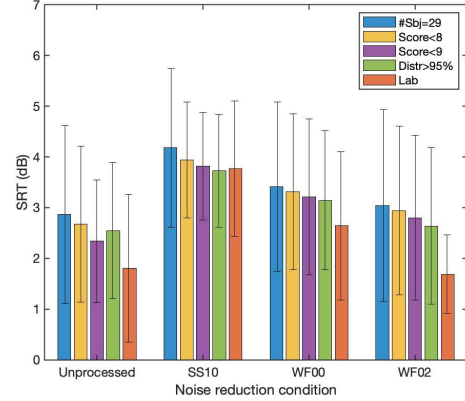 7
6
5
4
3
2
1
0
SRT (dB)
#Sbj=29
Score<8
Score<9
Distr>95%
Lab
Unprocessed SS10 WF00 WF02
Noise reduction condition